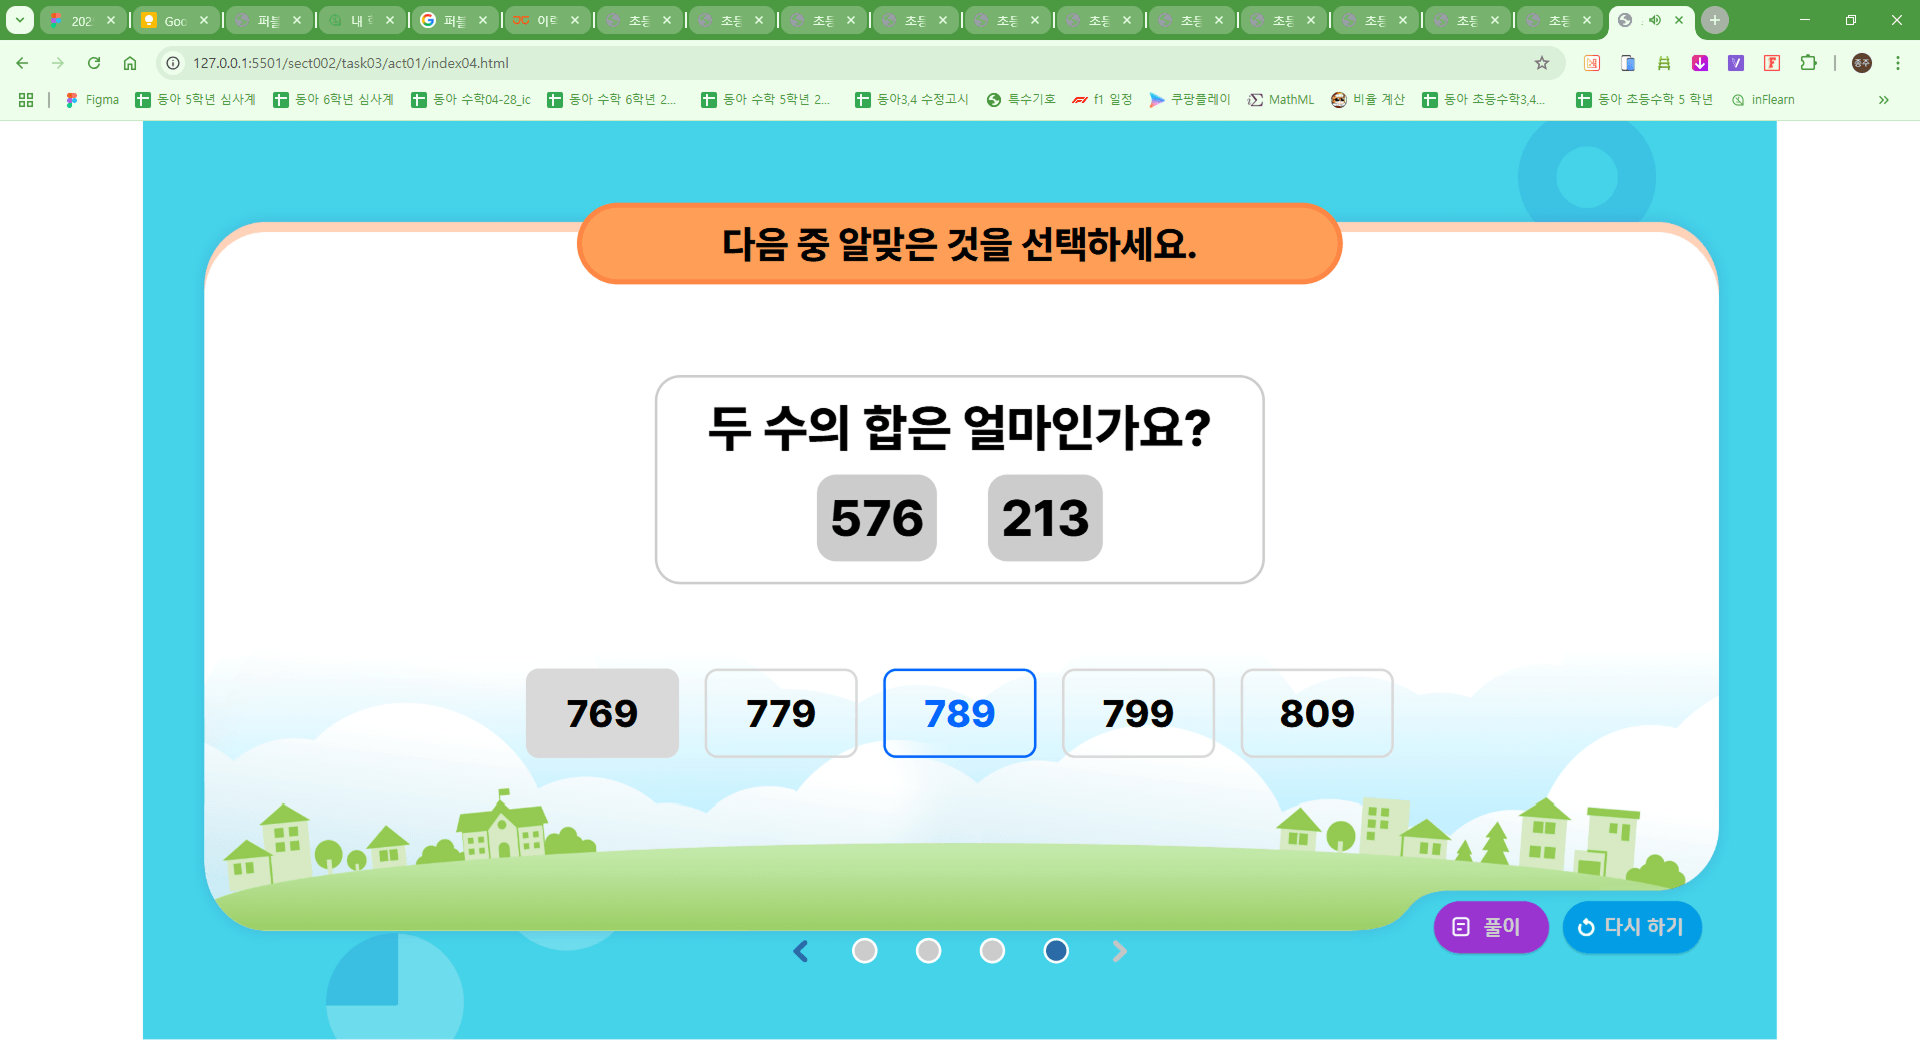 202
Goo
퍼블
내 
퍼블
이
초등
초등
초등
초등
초등
초등
초등
초등
초등
초등
초등
127.0.0.1:5501/sect002/task03/act01/index04.html
종주
Figma
동아 5학년 심사계
동아 6학년 심사계
동아 수학04-28_ic
동아 수학 6학년 2...
동아 수학 5학년 2...
동아3,4 수정고시
특수기호
f1 일정
쿠팡플레이
MathML
비율 계산
동아 초등수학3,4...
동아 초등수학 5 학년
inFlearn
다음 중 알맞은 것을 선택하세요.
두 수의 합은 얼마인가요?
576 213
769 779 789 799 809
풀이
다시 하기